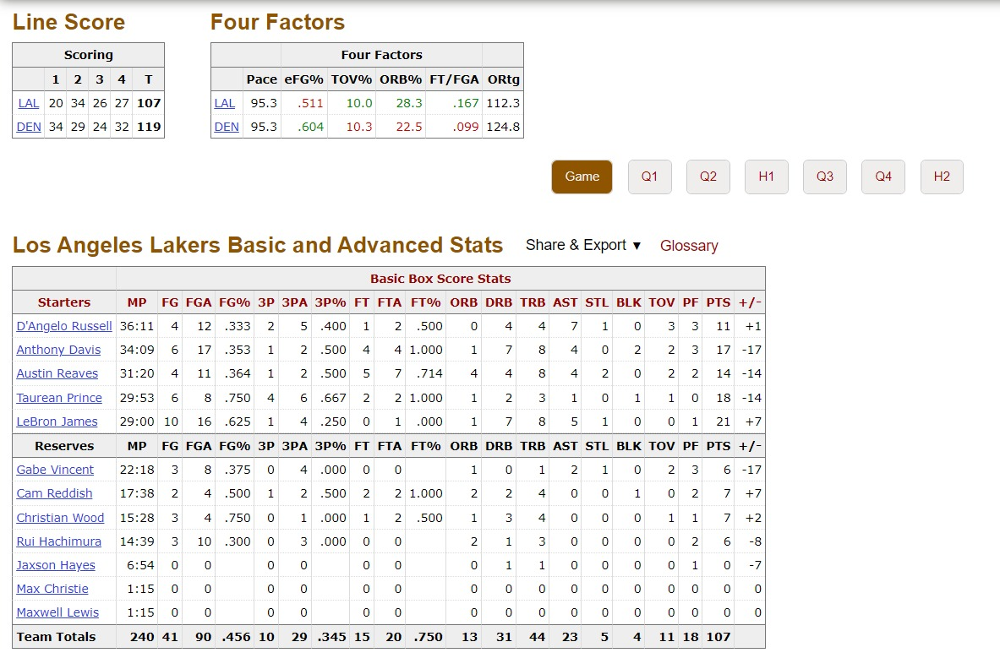 Line Score
Four Factors
Scoring
1 2 3 4 T
LAL 20 34 26 27 107
DEN 34 29 24 32 119
Four Factors
Pace eFG% TOV% ORB% FT/FGA ORtg
LAL 95.3 .511 10.0 28.3 .167 112.3
DEN 95.3 .604 10.3 22.5 .099 124.8
Game Q1 Q2 H1 Q3 Q4 H2
Los Angeles Lakers Basic and Advanced Stats Share & Export ▼ Glossary
Basic Box Score Stats
Starters MP FG FGA FG% 3P 3PA 3P% FT FTA FT% ORB DRB TRB AST STL BLK TOV PF PTS +/-
D'Angelo Russell 36:11 4 12 .333 2 5 .400 1 2 .500 0 4 4 7 1 0 3 3 11 +1
Anthony Davis 34:09 6 17 .353 1 2 .500 4 4 1.000 1 7 8 4 0 2 2 3 17 -17
Austin Reaves 31:20 4 11 .364 1 2 .500 5 7 .714 4 4 8 4 2 0 2 2 14 -14
Taurean Prince 29:53 6 8 .750 4 6 .667 2 2 1.000 1 2 3 1 0 1 1 0 18 -14
LeBron James 29:00 10 16 .625 1 4 .250 0 1 .000 1 7 8 5 1 0 0 1 21 +7
Reserves MP FG FGA FG% 3P 3PA 3P% FT FTA FT% ORB DRB TRB AST STL BLK TOV PF PTS +/-
Gabe Vincent 22:18 3 8 .375 0 4 .000 0 0 1 0 1 2 1 0 2 3 6 -17
Cam Reddish 17:38 2 4 .500 1 2 .500 2 2 1.000 2 2 4 0 0 1 0 2 7 +7
Christian Wood 15:28 3 4 .750 0 1 .000 1 2 .500 1 3 4 0 0 0 1 1 7 +2
Rui Hachimura 14:39 3 10 .300 0 3 .000 0 0 2 1 3 0 0 0 0 2 6 -8
Jaxson Hayes 6:54 0 0 0 0 0 0 0 1 1 0 0 0 0 1 0 -7
Max Christie 1:15 0 0 0 0 0 0 0 0 0 0 0 0 0 0 0 0
Maxwell Lewis 1:15 0 0 0 0 0 0 0 0 0 0 0 0 0 0 0 0
Team Totals 240 41 90 .456 10 29 .345 15 20 .750 13 31 44 23 5 4 11 18 107